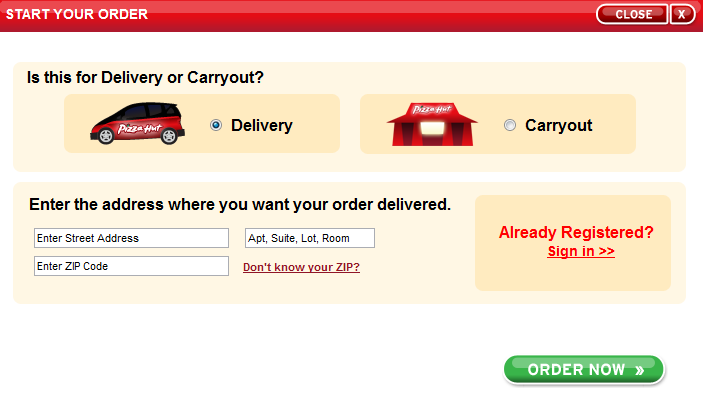 START YOUR ORDER
CLOSE X
Is this for Delivery or Carryout?
Pizza Hut
Delivery
Pizza Hut
Carryout
Enter the address where you want your order delivered.
Enter Street Address
Apt, Suite, Lot, Room
Enter ZIP Code
Don't know your ZIP?
Already Registered?
Sign in >>
ORDER NOW »